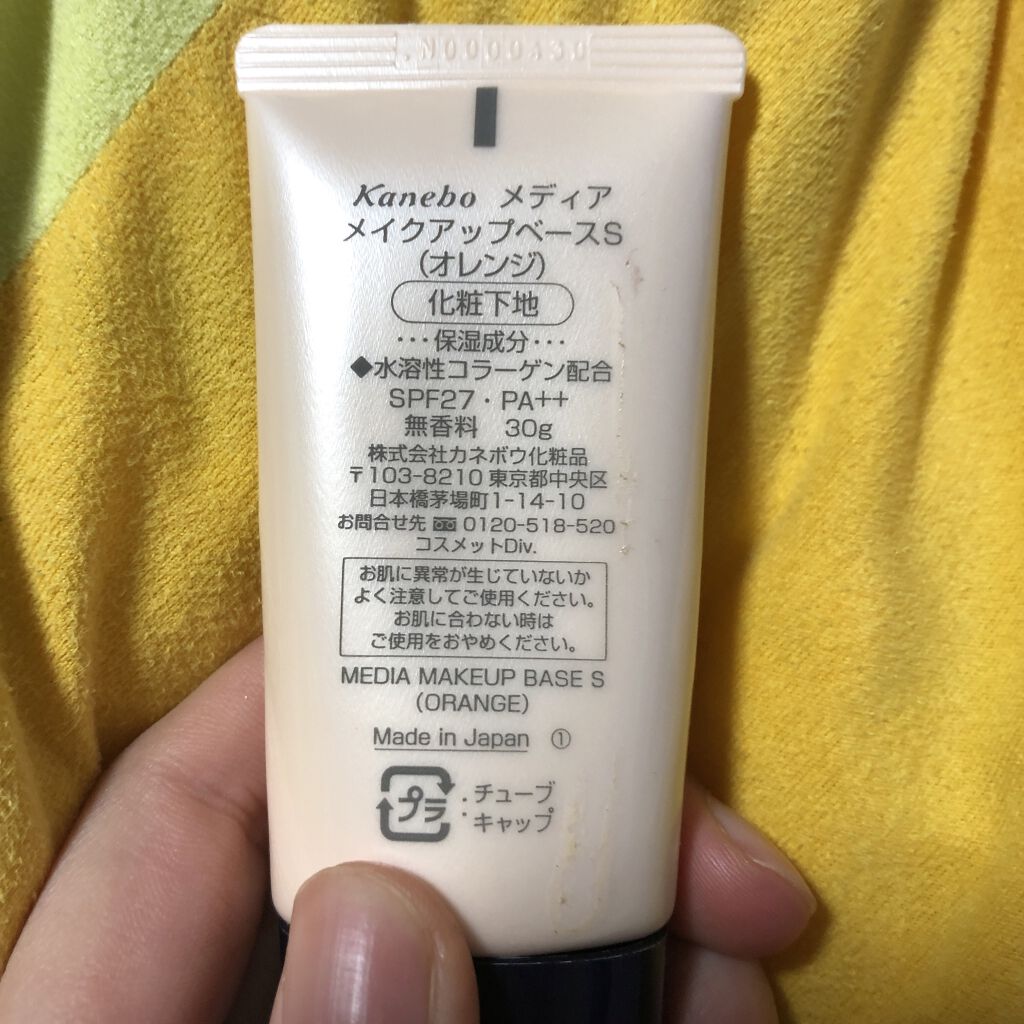 .N0000430
Kanebo メディア
メイクアップベースS
(オレンジ)
化粧下地
･･･保湿成分･･･
◆水溶性コラーゲン配合
SPF27・PA++
無香料 30g
株式会社カネボウ化粧品
〒103-8210 東京都中央区
日本橋茅場町1-14-10
お問合せ先 0120-518-520
コスメットDiv.
お肌に異常が生じていないか
よく注意してご使用ください。
お肌に合わない時は
ご使用をおやめください。
MEDIA MAKEUP BASE S
(ORANGE)
Made in Japan ①
プラ : チューブ
キャップ